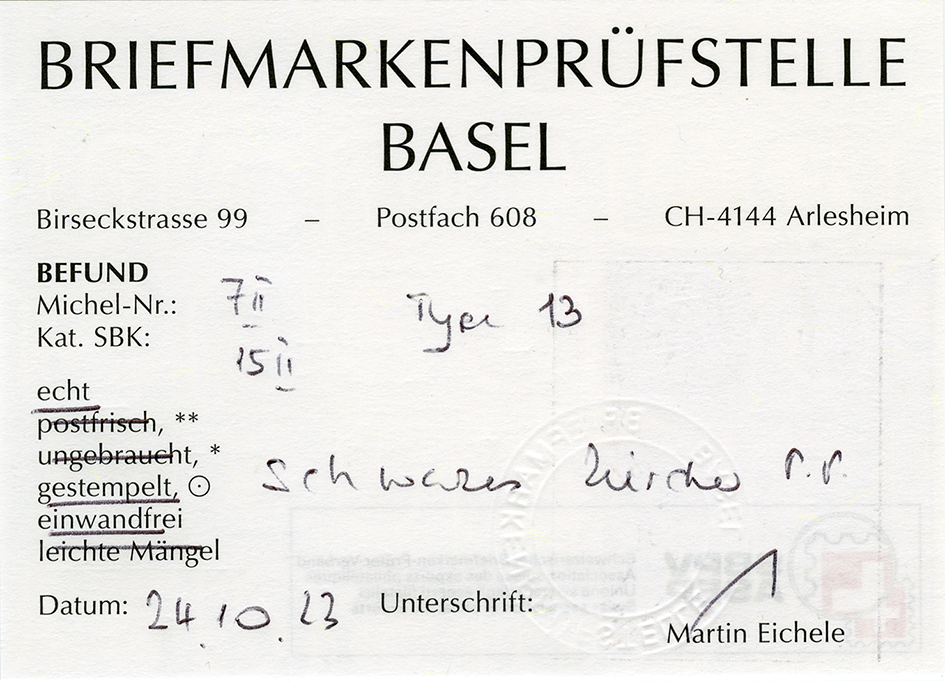 BRIEFMARKENPRÜFSTELLE
BASEL
Birseckstrasse 99 – Postfach 608 – CH-4144 Arlesheim
BEFUND
Michel-Nr.: 7II Type 13
Kat. SBK: 15II
echt
postfrisch, **
ungebraucht, *
gestempelt, ⊙ Schwarzer Zürcher P.P.
einwandfrei
leichte Mängel
Datum: 24.10.23 Unterschrift:
Martin Eichele